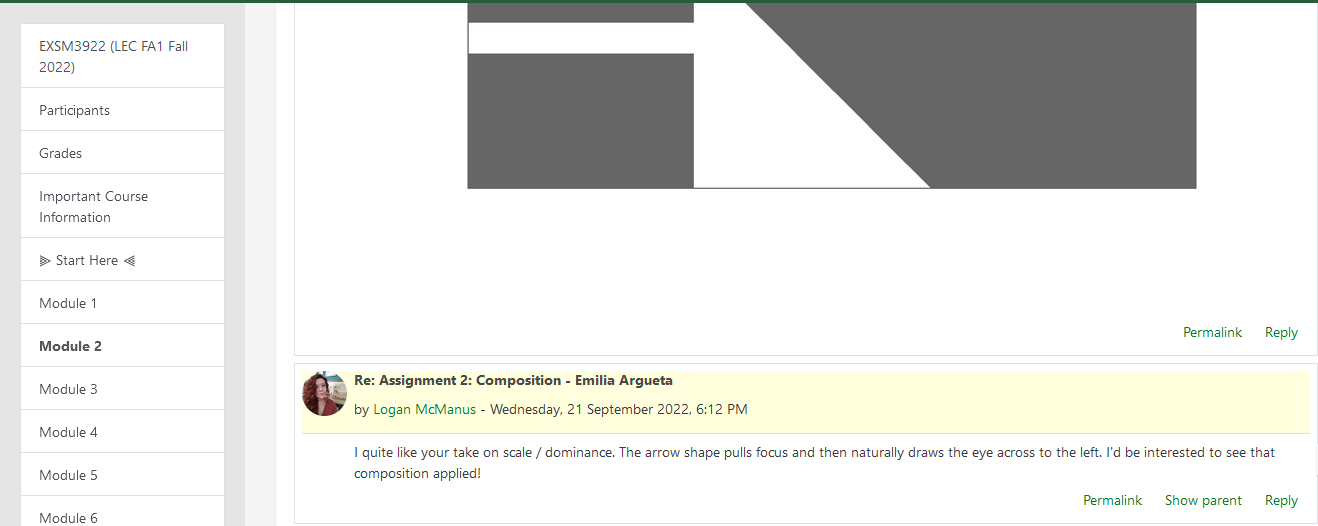 EXSM3922 (LEC FA1 Fall
2022)
Participants
Grades
Important Course
Information
⫸ Start Here ⫷
Module 1
Module 2
Module 3
Module 4
Module 5
Module 6
Permalink Reply
Re: Assignment 2: Composition - Emilia Argueta
by Logan McManus - Wednesday, 21 September 2022, 6:12 PM
I quite like your take on scale / dominance. The arrow shape pulls focus and then naturally draws the eye across to the left. I'd be interested to see that
composition applied!
Permalink Show parent Reply